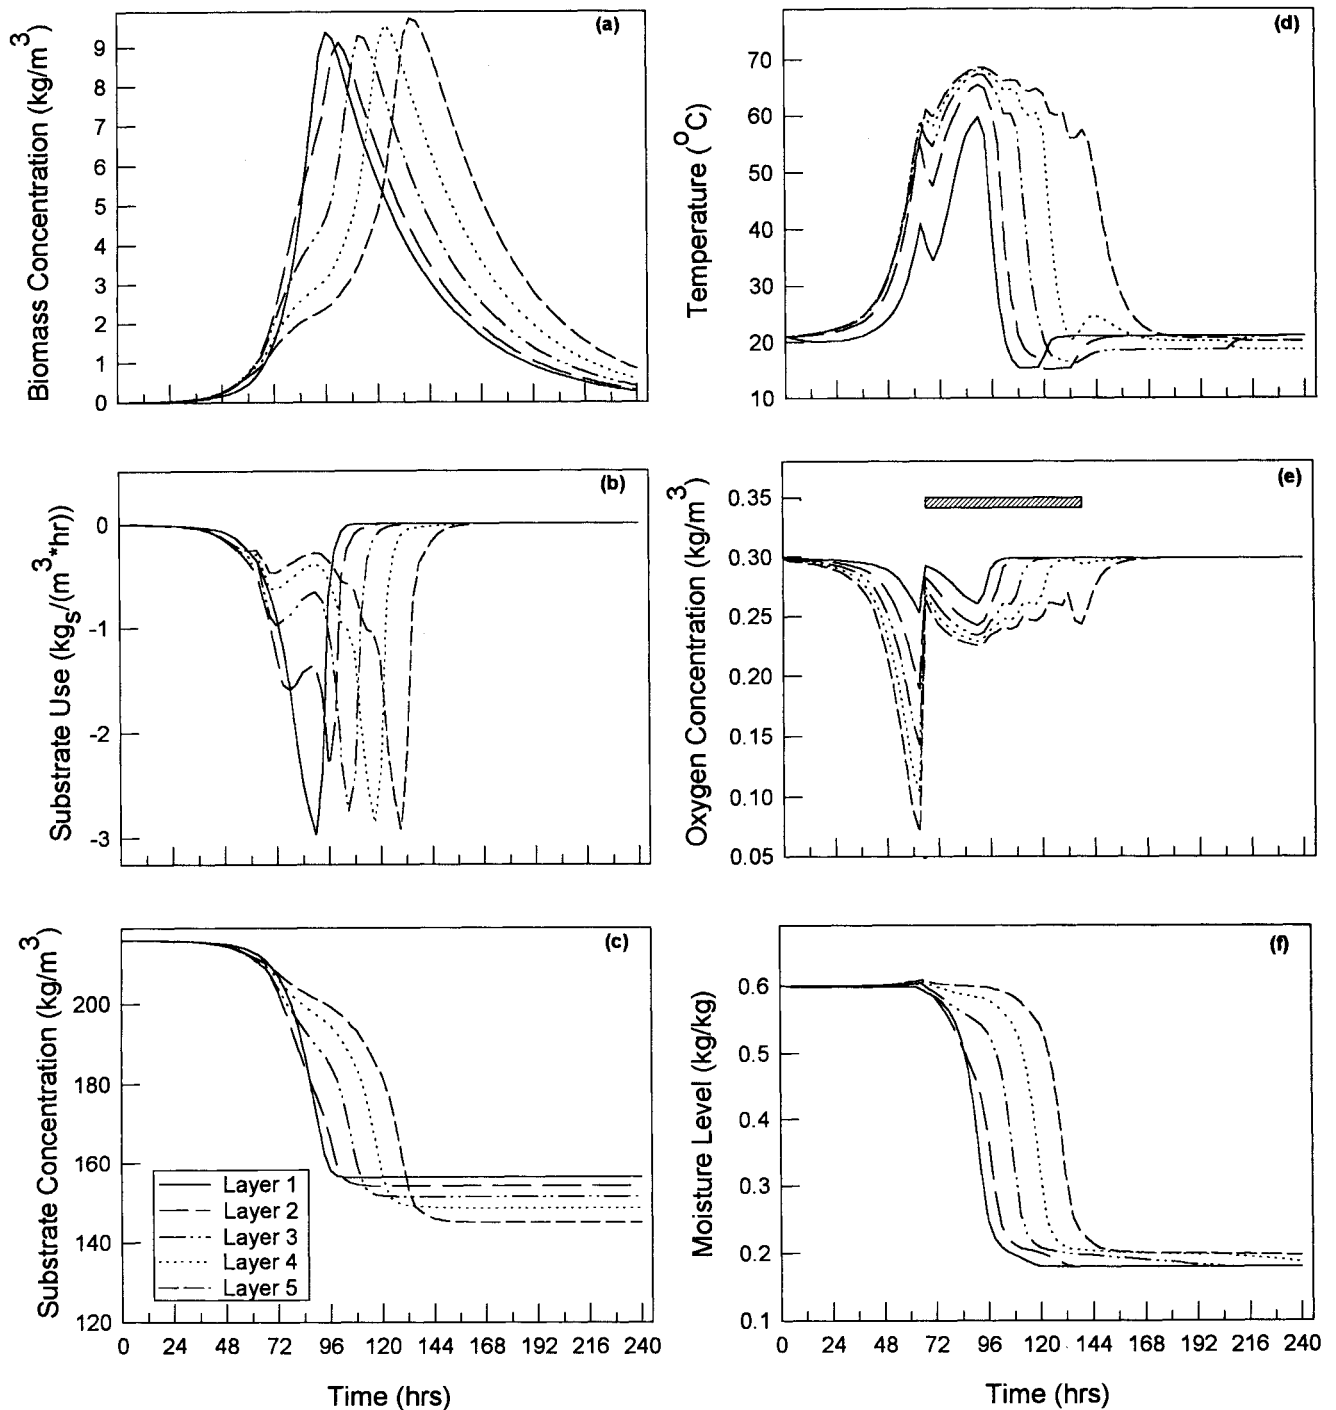 (a)
Biomass Concentration (kg/m³)
9
8
7
6
5
4
3
2
1
0
(b)
Substrate Use (kgₛ/(m³*hr))
0
-1
-2
-3
(c)
Substrate Concentration (kg/m³)
200
180
160
140
120
Layer 1
Layer 2
Layer 3
Layer 4
Layer 5
0 24 48 72 96 120 144 168 192 216 240
Time (hrs)
(d)
Temperature (°C)
70
60
50
40
30
20
10
(e)
Oxygen Concentration (kg/m³)
0.35
0.30
0.25
0.20
0.15
0.10
0.05
(f)
Moisture Level (kg/kg)
0.6
0.5
0.4
0.3
0.2
0.1
0 24 48 72 96 120 144 168 192 216 240
Time (hrs)